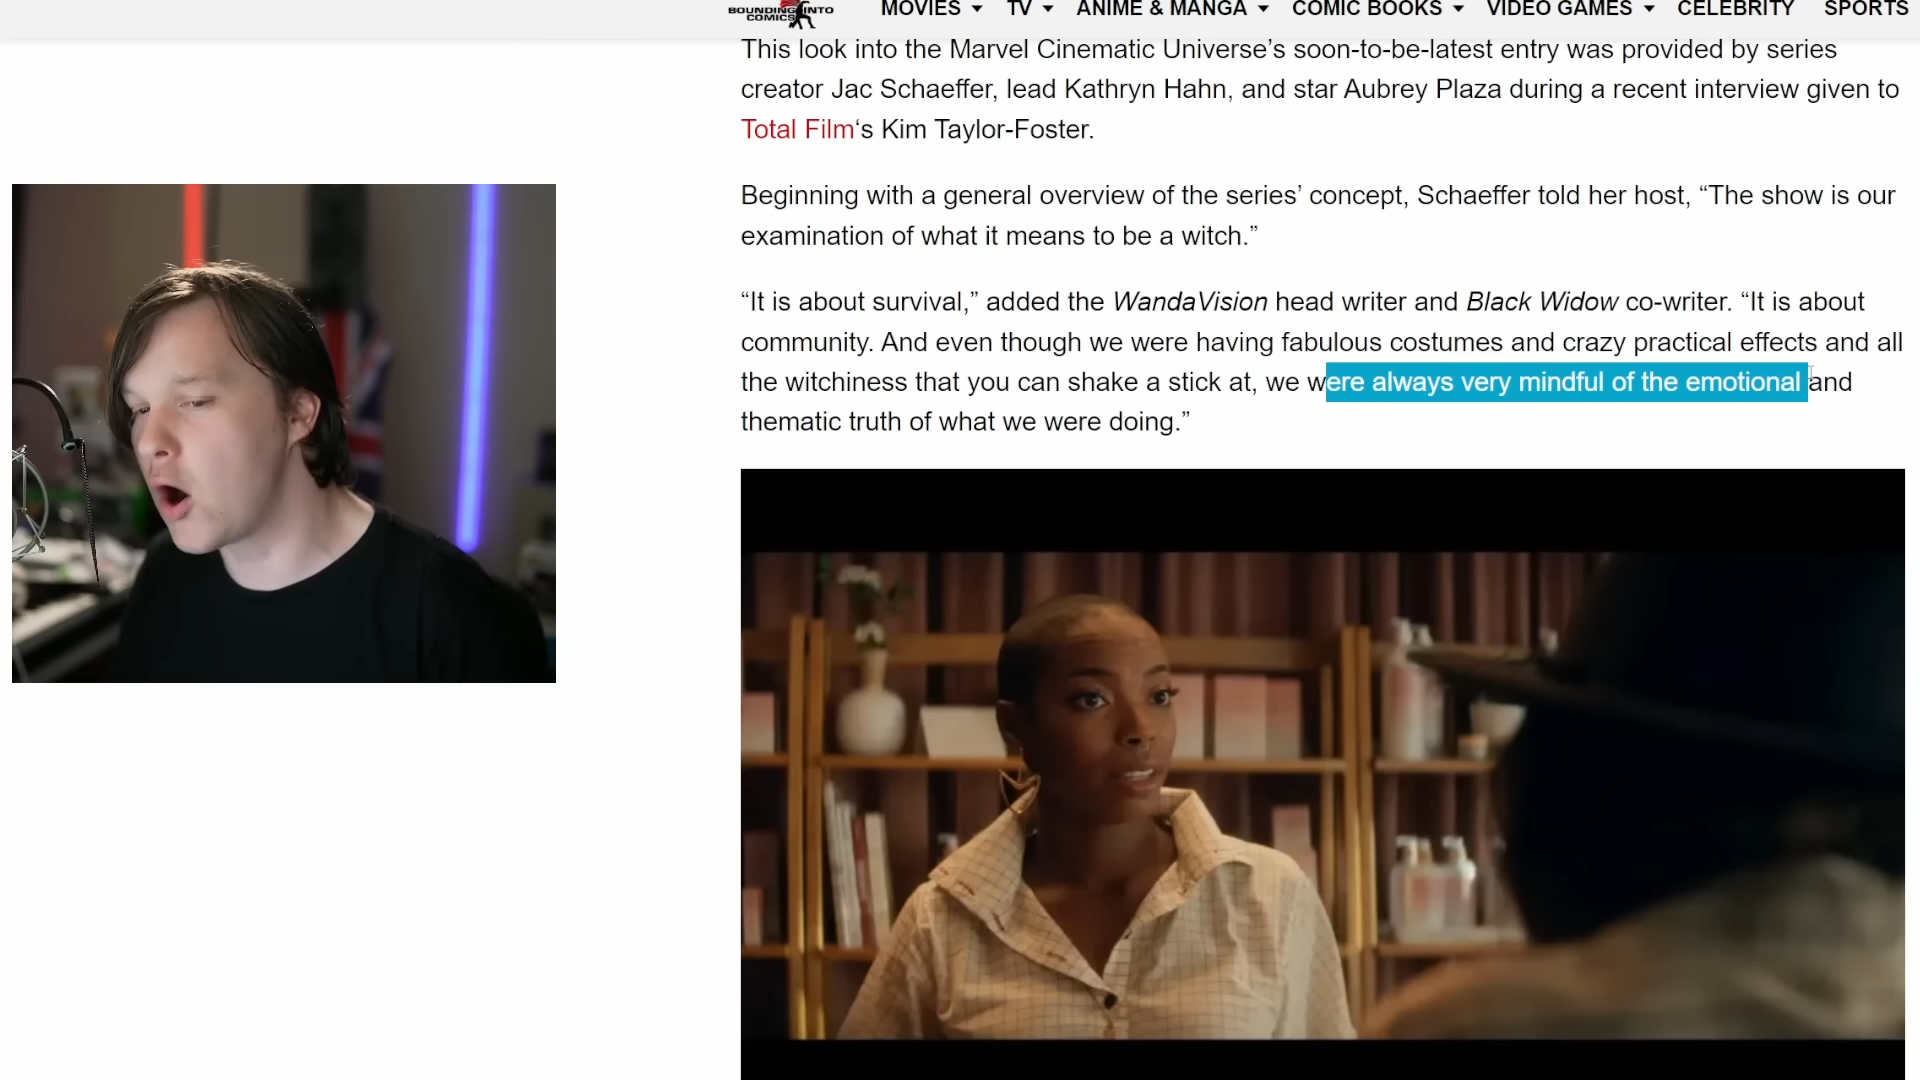 BOUNDING INTO
COMICS
MOVIES TV ANIME & MANGA COMIC BOOKS VIDEO GAMES CELEBRITY SPORTS
This look into the Marvel Cinematic Universe’s soon-to-be-latest entry was provided by series
creator Jac Schaeffer, lead Kathryn Hahn, and star Aubrey Plaza during a recent interview given to
Total Film‘s Kim Taylor-Foster.
Beginning with a general overview of the series’ concept, Schaeffer told her host, “The show is our
examination of what it means to be a witch.”
“It is about survival,” added the WandaVision head writer and Black Widow co-writer. “It is about
community. And even though we were having fabulous costumes and crazy practical effects and all
the witchiness that you can shake a stick at, we were always very mindful of the emotional and
thematic truth of what we were doing.”